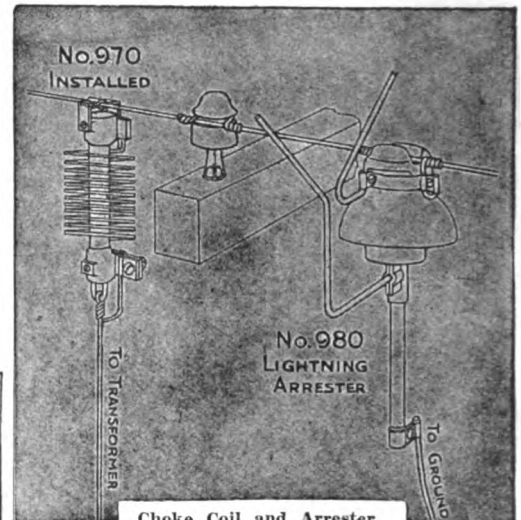 No.970
INSTALLED
No.980
LIGHTNING
ARRESTER
TO TRANSFORMER
TO GROUND
Choke Coil and Arrester